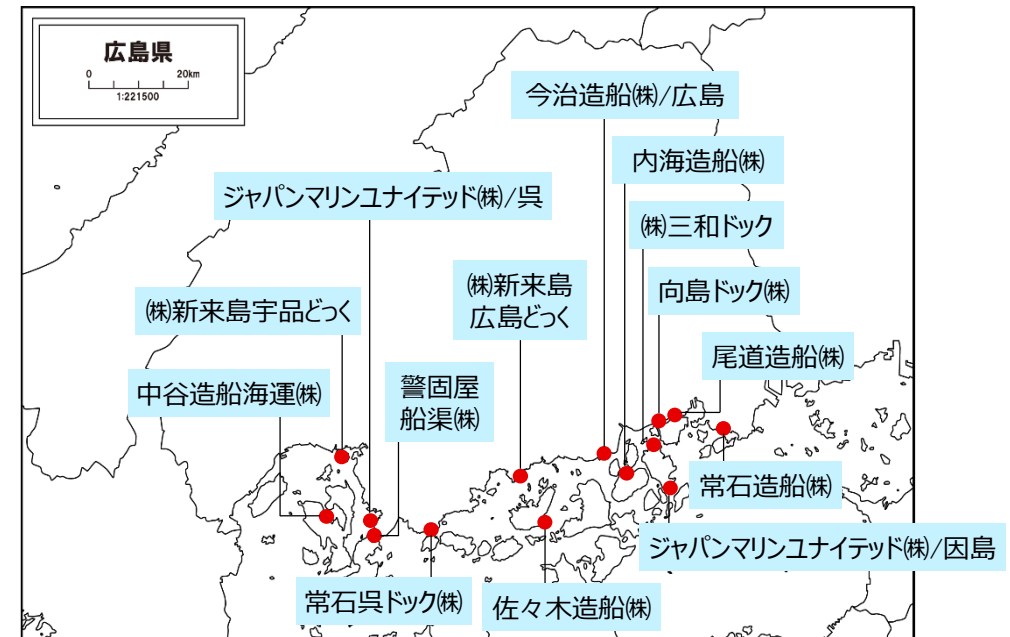 広島県
0 20km
1:221500
今治造船㈱/広島
内海造船㈱
ジャパンマリンユナイテッド㈱/呉
㈱三和ドック
㈱新来島
広島どっく
向島ドック㈱
㈱新来島宇品どっく
尾道造船㈱
中谷造船海運㈱
警固屋
船渠㈱
常石造船㈱
ジャパンマリンユナイテッド㈱/因島
常石呉ドック㈱
佐々木造船㈱